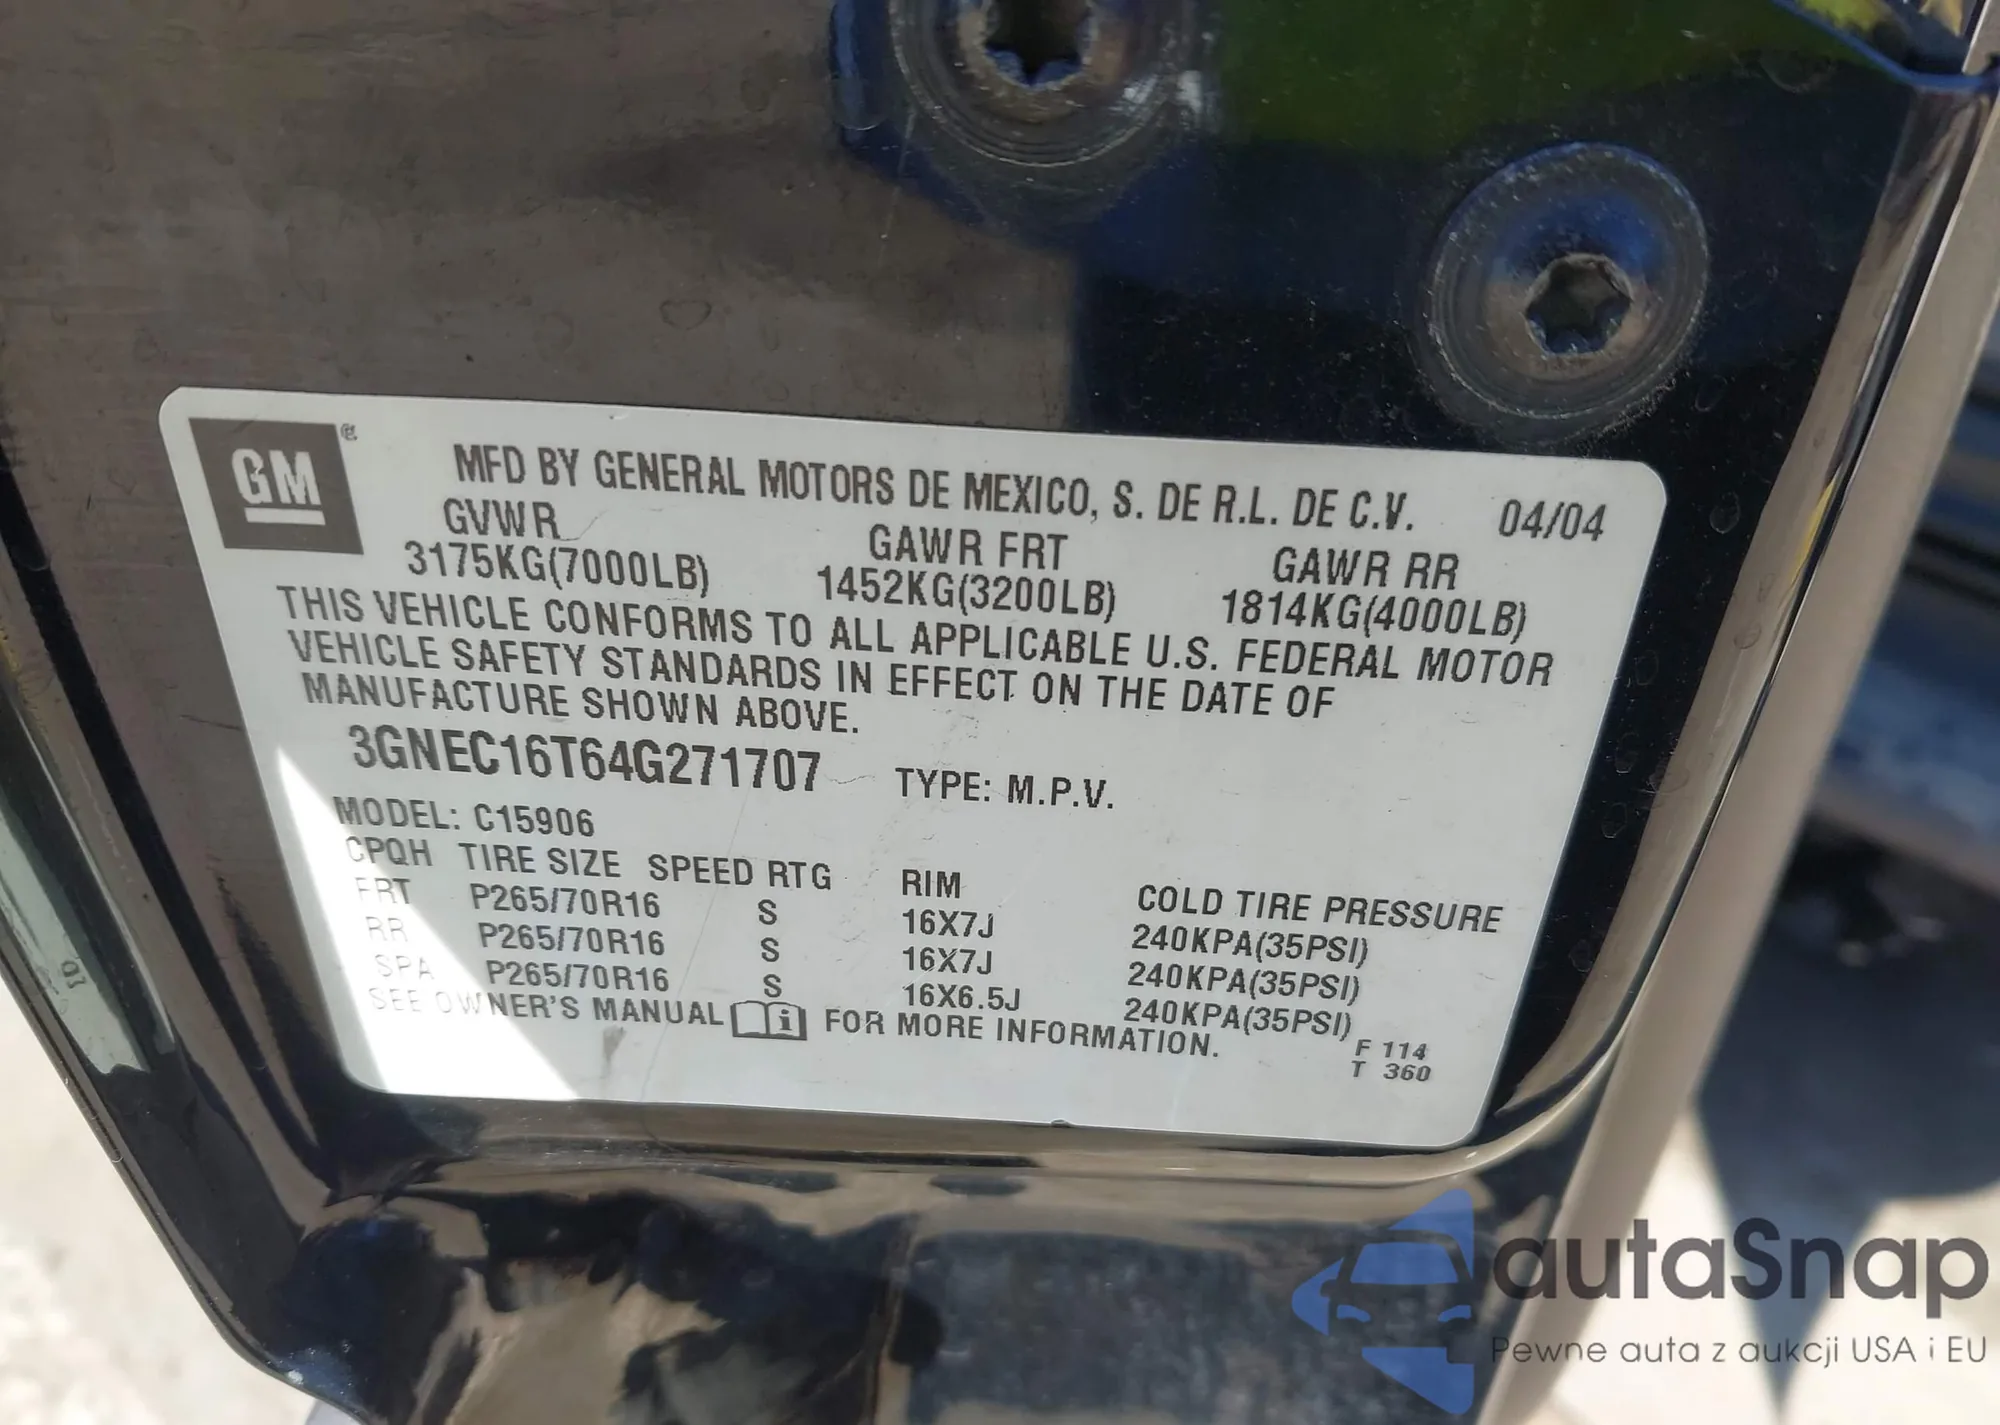 GM ®
MFD BY GENERAL MOTORS DE MEXICO, S. DE R.L. DE C.V. 04/04
GVWR GAWR FRT GAWR RR
3175KG(7000LB) 1452KG(3200LB) 1814KG(4000LB)
THIS VEHICLE CONFORMS TO ALL APPLICABLE U.S. FEDERAL MOTOR
VEHICLE SAFETY STANDARDS IN EFFECT ON THE DATE OF
MANUFACTURE SHOWN ABOVE.
3GNEC16T64G271707 TYPE: M.P.V.
MODEL: C15906
CPQH TIRE SIZE SPEED RTG RIM COLD TIRE PRESSURE
FRT P265/70R16 S 16X7J 240KPA(35PSI)
RR P265/70R16 S 16X7J 240KPA(35PSI)
SPA P265/70R16 S 16X6.5J 240KPA(35PSI)
SEE OWNER'S MANUAL i FOR MORE INFORMATION.
F 114
T 360
autaSnap
Pewne auta z aukcji USA i EU